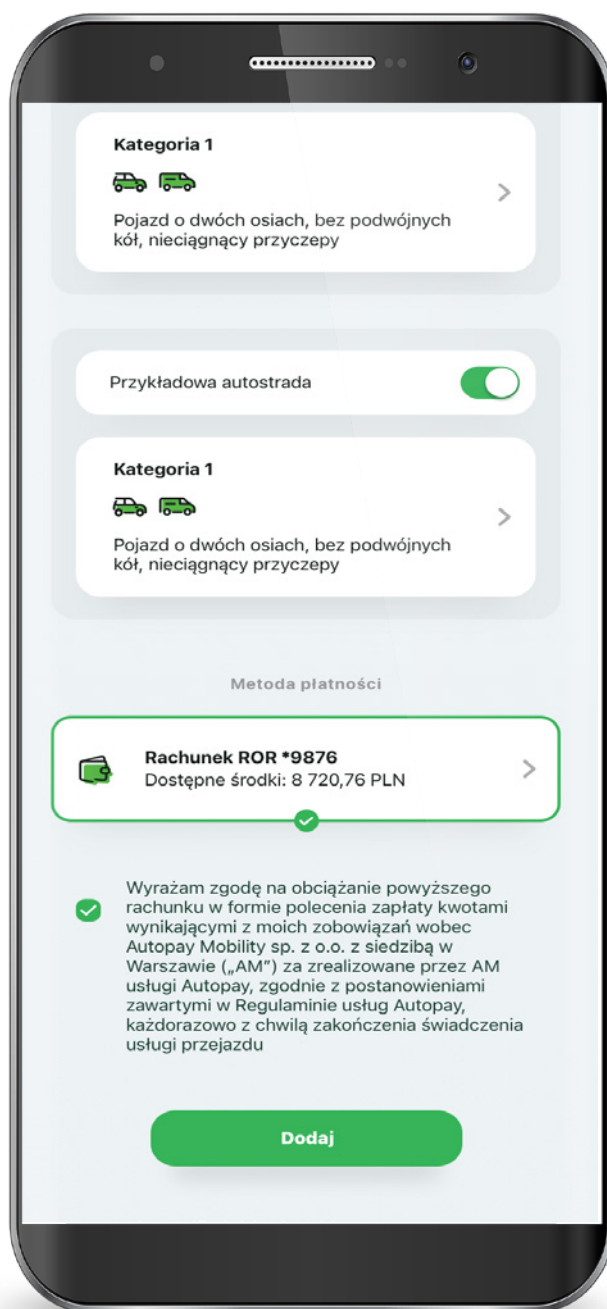 Kategoria 1
Pojazd o dwóch osiach, bez podwójnych
kół, nieciągnący przyczepy
Przykładowa autostrada
Kategoria 1
Pojazd o dwóch osiach, bez podwójnych
kół, nieciągnący przyczepy
Metoda płatności
Rachunek ROR *9876
Dostępne środki: 8 720,76 PLN
Wyrażam zgodę na obciążanie powyższego
rachunku w formie polecenia zapłaty kwotami
wynikającymi z moich zobowiązań wobec
Autopay Mobility sp. z o.o. z siedzibą w
Warszawie („AM”) za zrealizowane przez AM
usługi Autopay, zgodnie z postanowieniami
zawartymi w Regulaminie usług Autopay,
każdorazowo z chwilą zakończenia świadczenia
usługi przejazdu
Dodaj